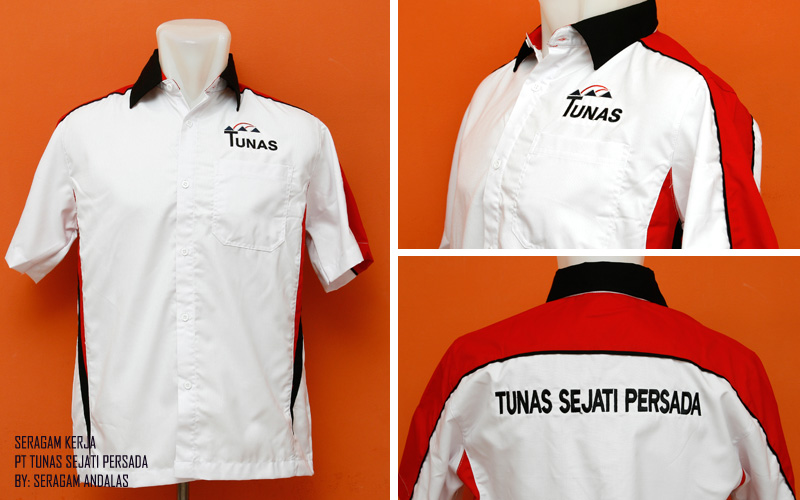 TUNAS
SERAGAM KERJA
PT TUNAS SEJATI PERSADA
BY: SERAGAM ANDALAS
TUNAS
TUNAS SEJATI PERSADA